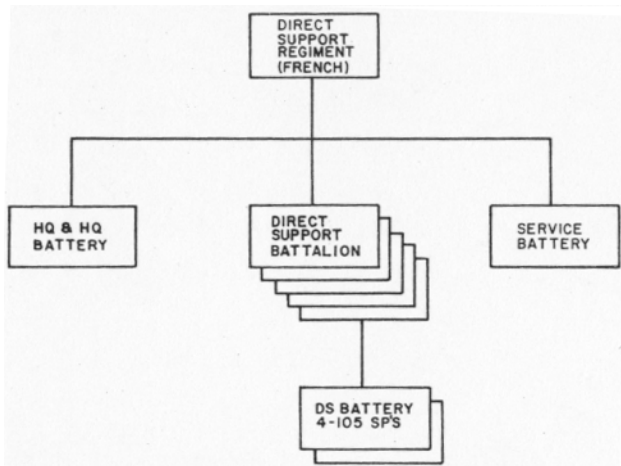 DIRECT
SUPPORT
REGIMENT
(FRENCH)
HQ & HQ
BATTERY
DIRECT
SUPPORT
BATTALION
SERVICE
BATTERY
DS BATTERY
4-105 SP'S